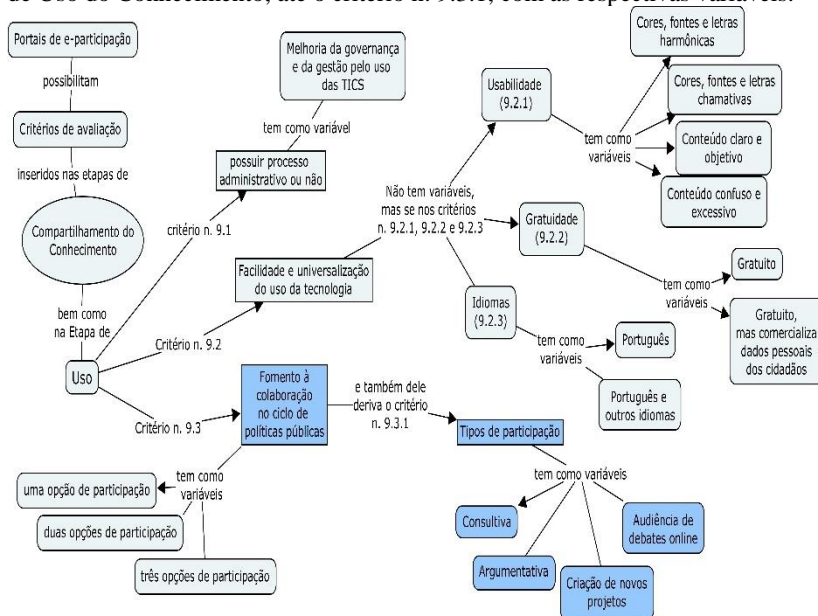 de Uso do Conhecimento, até o critério n. 9.3.1, com as respectivas variáveis:
Portais de e-participação
possibilitam
Critérios de avaliação
inseridos nas etapas de
Compartilhamento do
Conhecimento
bem como
na Etapa de
Uso
critério n. 9.1
possuir processo
administrativo ou não
tem como variável
Melhoria da governança
e da gestão pelo uso
das TICS
Critério n. 9.2
Facilidade e universalização
do uso da tecnologia
Não tem variáveis,
mas se nos critérios
n. 9.2.1, 9.2.2 e 9.2.3
Usabilidade
(9.2.1)
tem como
variáveis
Cores, fontes e letras
harmônicas
Cores, fontes e letras
chamativas
Conteúdo claro e
objetivo
Conteúdo confuso e
excessivo
Gratuidade
(9.2.2)
tem como
variáveis
Gratuito
Gratuito,
mas comercializa
dados pessoais
dos cidadãos
Idiomas
(9.2.3)
tem como
variáveis
Português
Português e
outros idiomas
Critério n. 9.3
Fomento à
colaboração
no ciclo de
políticas públicas
tem como
variáveis
uma opção de participação
duas opções de participação
três opções de participação
e também dele
deriva o critério
n. 9.3.1
Tipos de participação
tem como variáveis
Consultiva
Argumentativa
Criação de novos
projetos
Audiência de
debates online